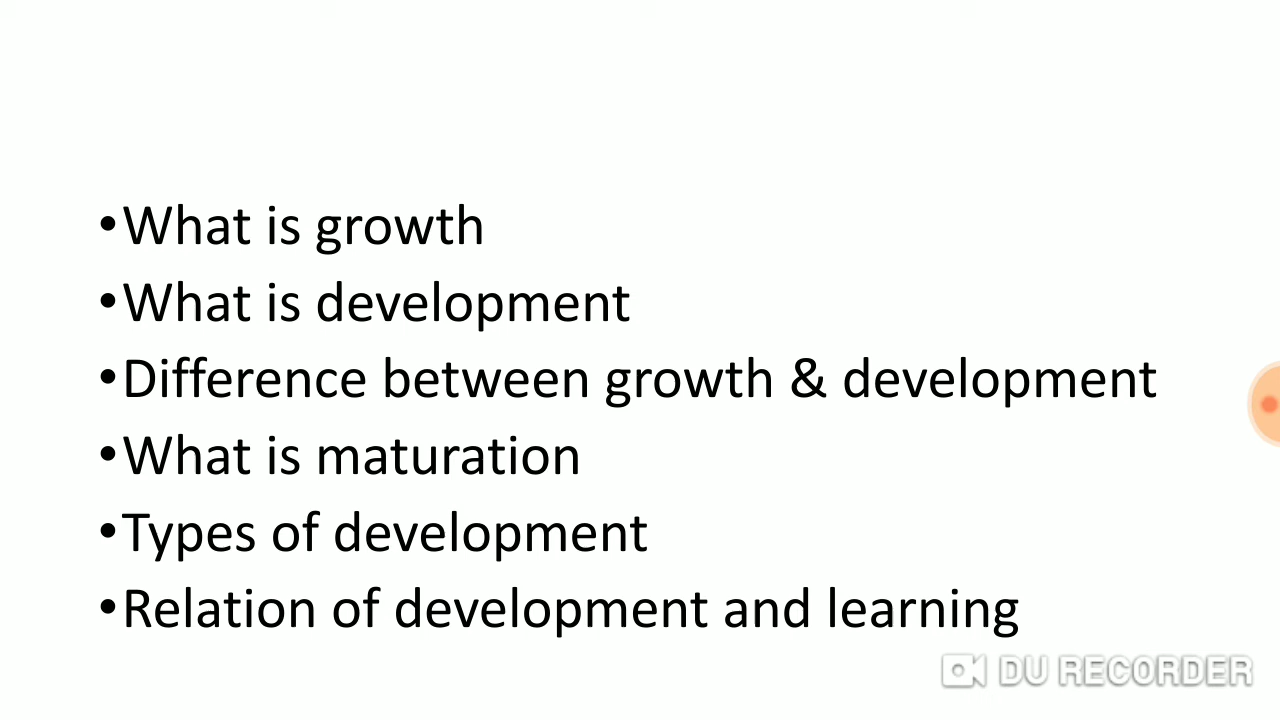 •What is growth
•What is development
•Difference between growth & development
•What is maturation
•Types of development
•Relation of development and learning
DU RECORDER